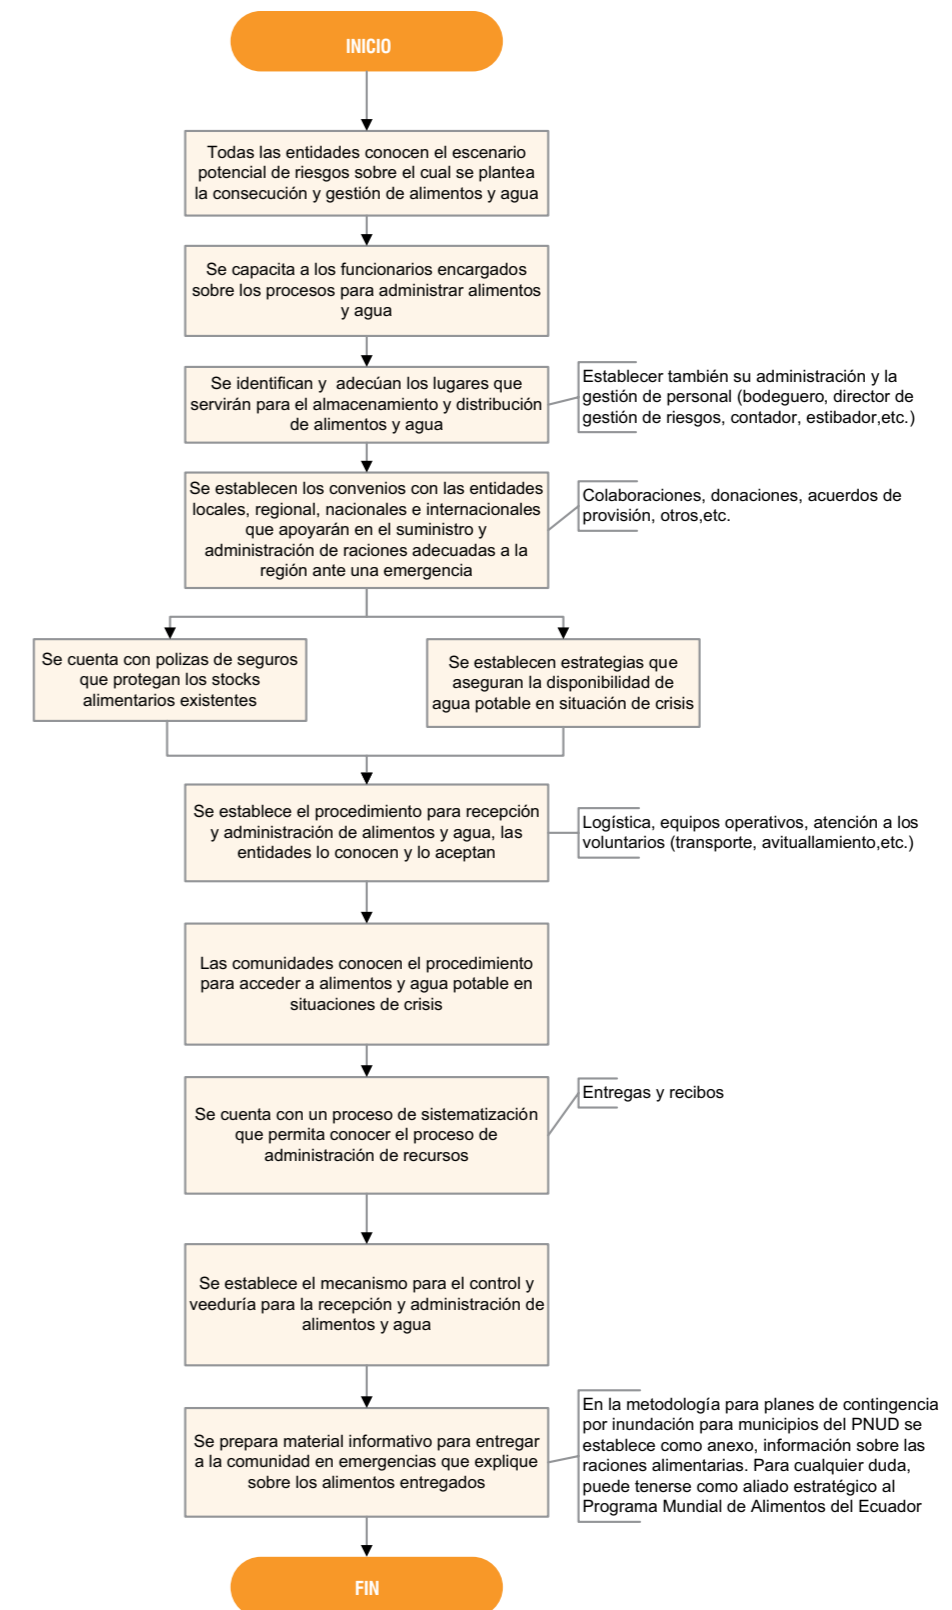 INICIO
Todas las entidades conocen el escenario
potencial de riesgos sobre el cual se plantea
la consecución y gestión de alimentos y agua
Se capacita a los funcionarios encargados
sobre los procesos para administrar alimentos
y agua
Se identifican y adecúan los lugares que
servirán para el almacenamiento y distribución
de alimentos y agua
Establecer también su administración y la
gestión de personal (bodeguero, director de
gestión de riesgos, contador, estibador,etc.)
Se establecen los convenios con las entidades
locales, regional, nacionales e internacionales
que apoyarán en el suministro y
administración de raciones adecuadas a la
región ante una emergencia
Colaboraciones, donaciones, acuerdos de
provisión, otros,etc.
Se cuenta con polizas de seguros
que protegan los stocks
alimentarios existentes
Se establecen estrategias que
aseguran la disponibilidad de
agua potable en situación de crisis
Se establece el procedimiento para recepción
y administración de alimentos y agua, las
entidades lo conocen y lo aceptan
Logística, equipos operativos, atención a los
voluntarios (transporte, avituallamiento,etc.)
Las comunidades conocen el procedimiento
para acceder a alimentos y agua potable en
situaciones de crisis
Se cuenta con un proceso de sistematización
que permita conocer el proceso de
administración de recursos
Entregas y recibos
Se establece el mecanismo para el control y
veeduría para la recepción y administración de
alimentos y agua
Se prepara material informativo para entregar
a la comunidad en emergencias que explique
sobre los alimentos entregados
En la metodología para planes de contingencia
por inundación para municipios del PNUD se
establece como anexo, información sobre las
raciones alimentarias. Para cualquier duda,
puede tenerse como aliado estratégico al
Programa Mundial de Alimentos del Ecuador
FIN